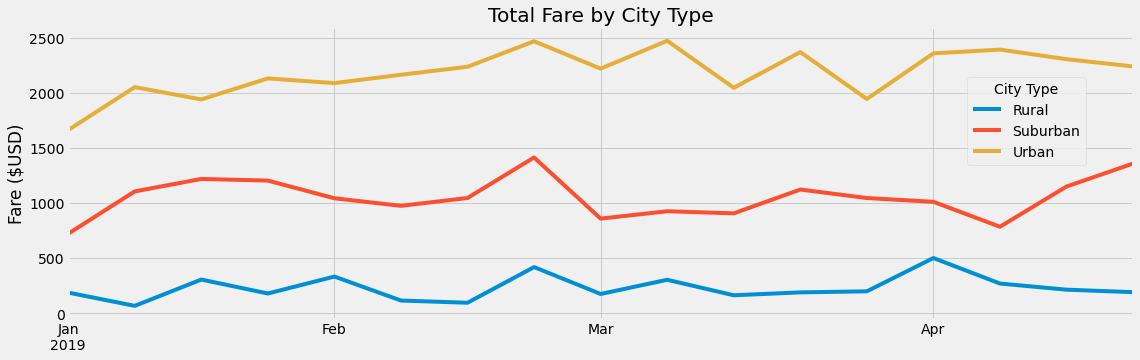 Total Fare by City Type
Fare ($USD)
2500
2000
1500
1000
500
0
City Type
Rural
Suburban
Urban
Jan
2019
Feb
Mar
Apr